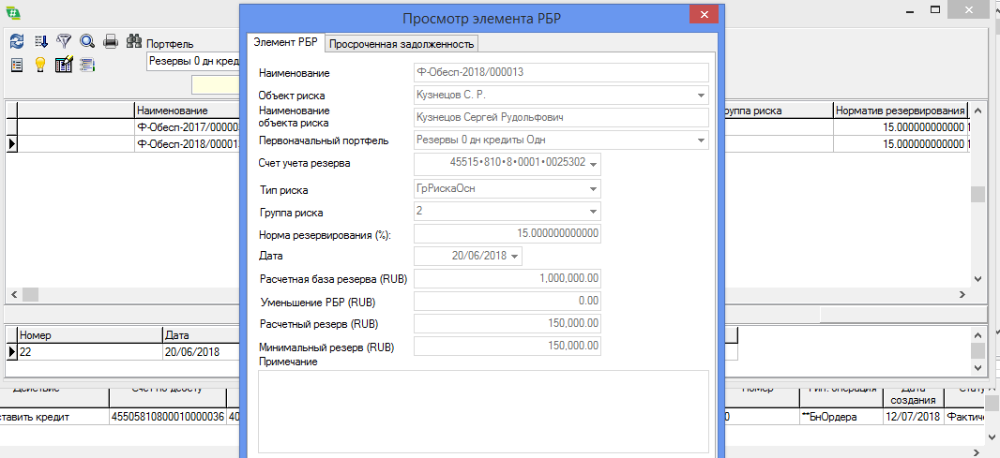 Просмотр элемента РБР
Портфель
Резервы 0 дн кред
Элемент РБР
Просроченная задолженность
Наименование
Ф-Обесп-2018/000013
Объект риска
Кузнецов С. Р.
Наименование объекта риска
Кузнецов Сергей Рудольфович
Первоначальный портфель
Резервы 0 дн кредиты Одн
Счет учета резерва
45515•810•8•0001•0025302
Тип риска
ГрРискаОсн
Группа риска
2
Норма резервирования (%):
15.000000000000
Дата
20/06/2018
Расчетная база резерва (RUB)
1,000,000.00
Уменьшение РБР (RUB)
0.00
Расчетный резерв (RUB)
150,000.00
Минимальный резерв (RUB)
150,000.00
Примечание
Наименование
руппа риска
Норматив резервирования
Ф-Обесп-2017/00000
15.000000000000
Ф-Обесп-2018/000013
15.000000000000
Номер
Дата
22
20/06/2018
Действие
Счет по дебету
Номер
Тип. операция
Дата создания
Стату
ставить кредит
45505810800010000036
40
0
**БнОрдера
12/07/2018
Фактиче